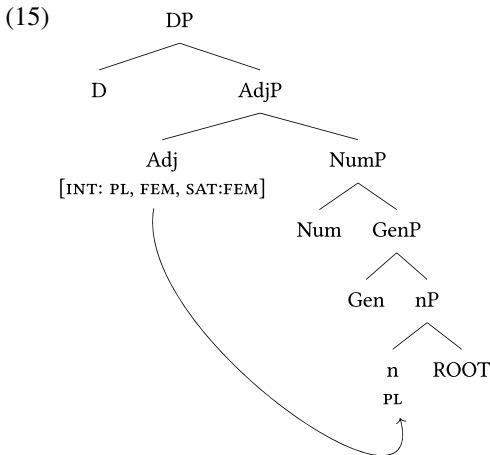 (15) DP
D AdjP
Adj NumP
[INT: PL, FEM, SAT:FEM]
Num GenP
Gen nP
n ROOT
PL